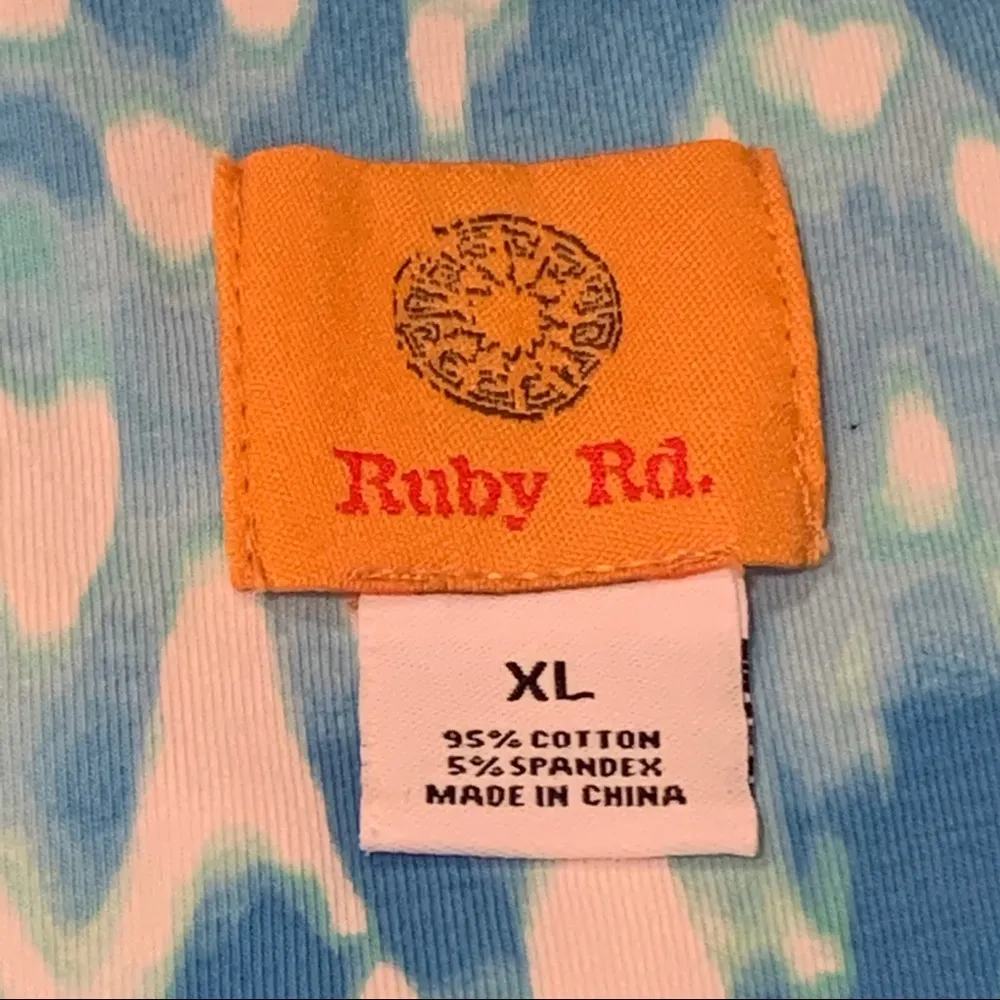 Ruby Rd.
XL
95% COTTON
5% SPANDEX
MADE IN CHINA